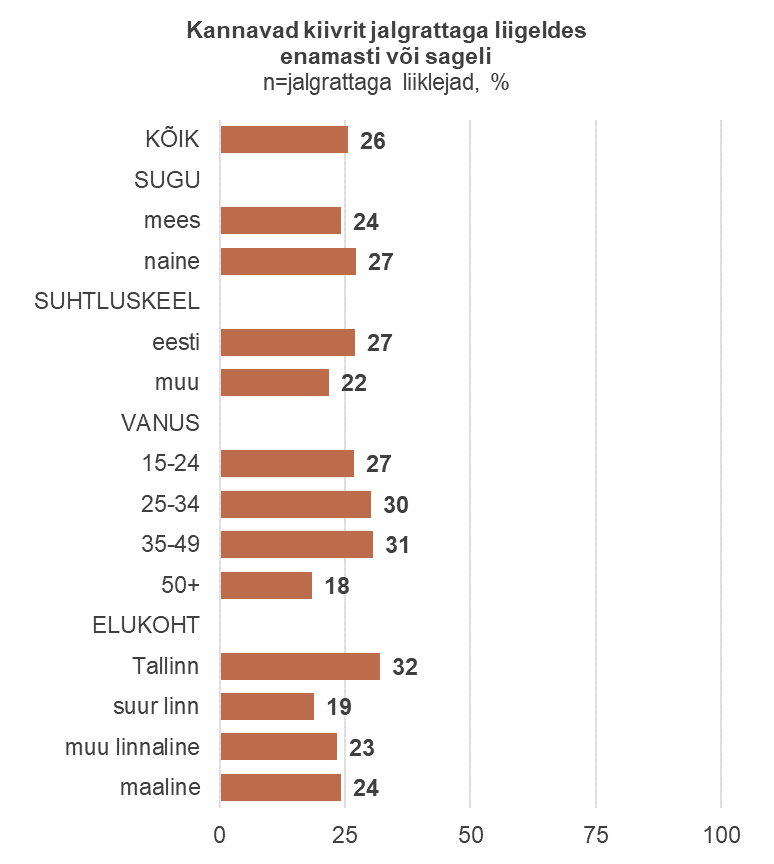 Kannavad kiivrit jalgrattaga liigeldes
enamasti või sageli
n=jalgrattaga liiklejad, %
KÕIK 26
SUGU
mees 24
naine 27
SUHTLUSKEEL
eesti 27
muu 22
VANUS
15-24 27
25-34 30
35-49 31
50+ 18
ELUKOHT
Tallinn 32
suur linn 19
muu linnaline 23
maaline 24
0 25 50 75 100